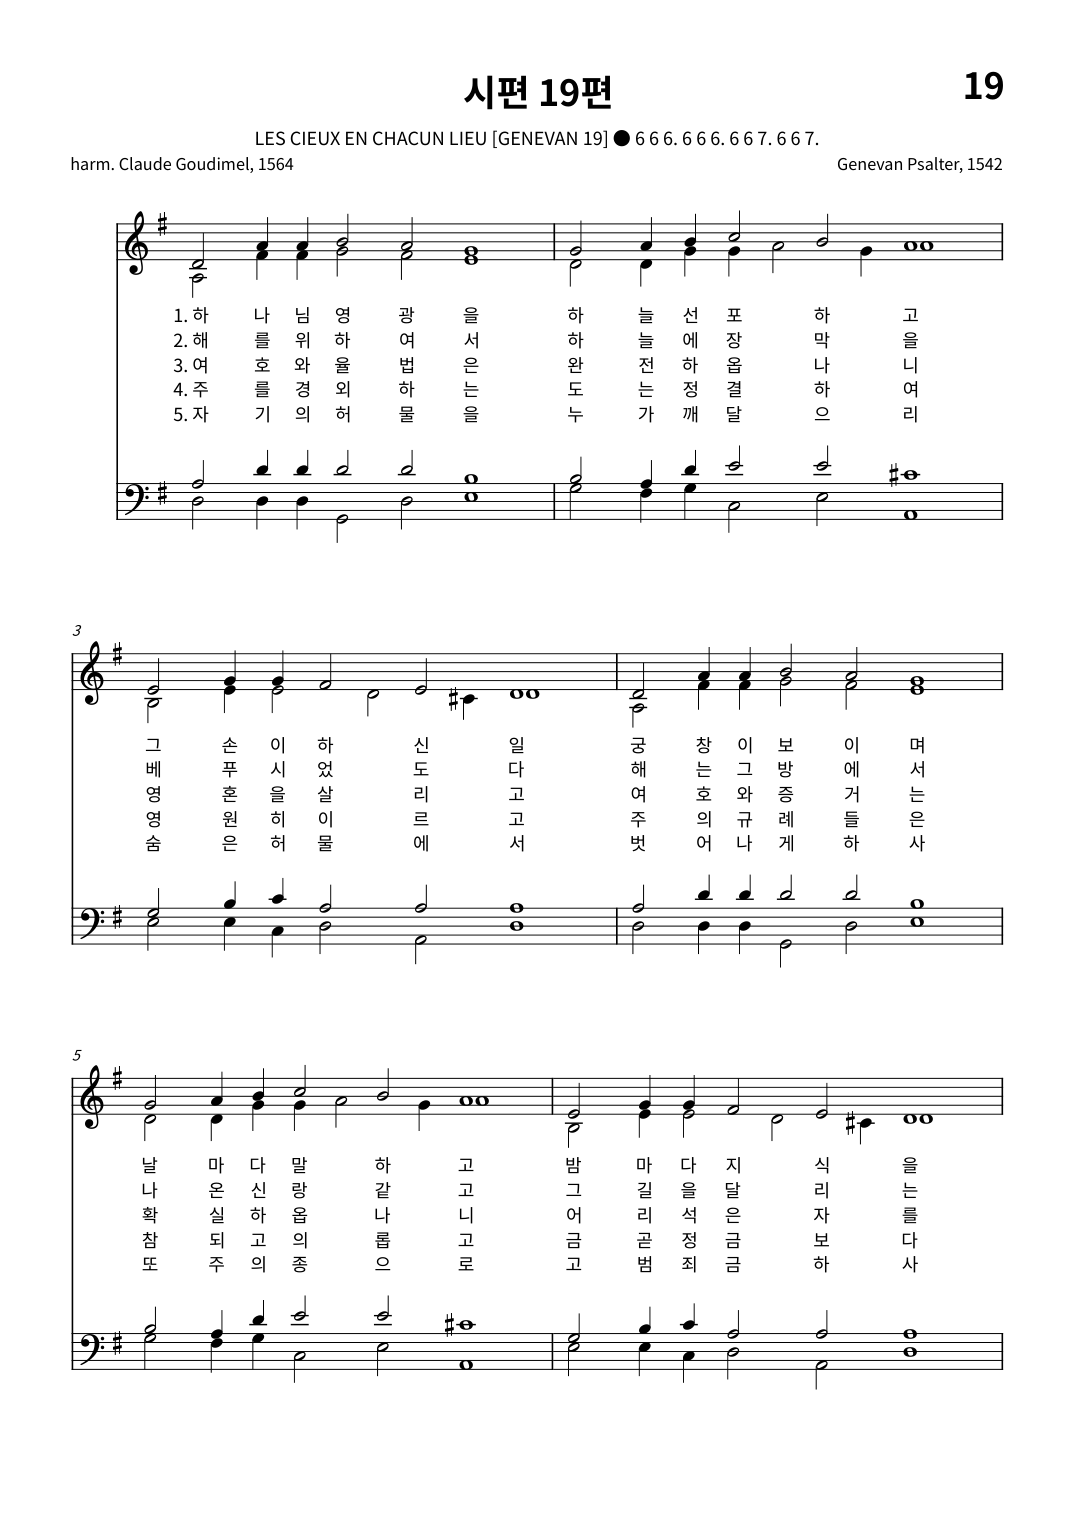 19
시편 19편
LES CIEUX EN CHACUN LIEU [GENEVAN 19] ● 6 6 6. 6 6 6. 6 6 7. 6 6 7.
harm. Claude Goudimel, 1564 Genevan Psalter, 1542
1. 하 나 님 영 광 을 하 늘 선 포 하 고
2. 해 를 위 하 여 서 하 늘 에 장 막 을
3. 여 호 와 율 법 은 완 전 하 옵 나 니
4. 주 를 경 외 하 는 도 는 정 결 하 여
5. 자 기 의 허 물 을 누 가 깨 달 으 리
3
그 손 이 하 신 일 궁 창 이 보 이 며
베 푸 시 었 도 다 해 는 그 방 에 서
영 혼 을 살 리 고 여 호 와 증 거 는
영 원 히 이 르 고 주 의 규 례 들 은
숨 은 허 물 에 서 벗 어 나 게 하 사
5
날 마 다 말 하 고 밤 마 다 지 식 을
나 온 신 랑 같 고 그 길 을 달 리 는
확 실 하 옵 나 니 어 리 석 은 자 를
참 되 고 의 롭 고 금 곧 정 금 보 다
또 주 의 종 으 로 고 범 죄 금 하 사